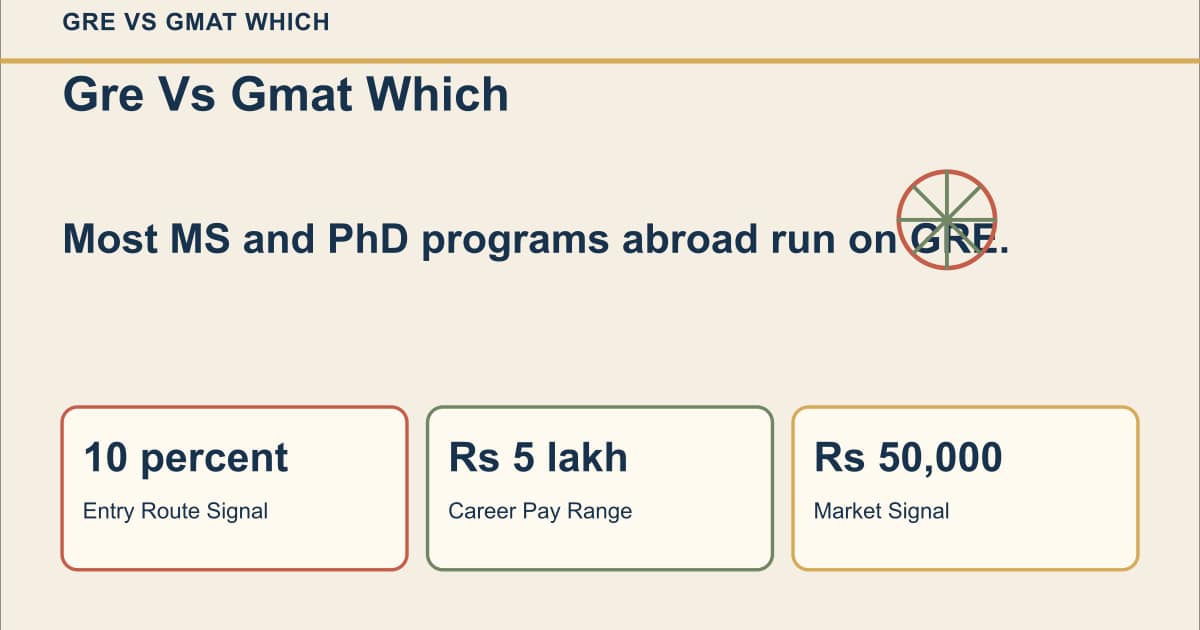 GRE VS GMAT WHICH
Gre Vs Gmat Which
Most MS and PhD programs abroad run on GRE.
10 percent
Entry Route Signal
Rs 5 lakh
Career Pay Range
Rs 50,000
Market Signal